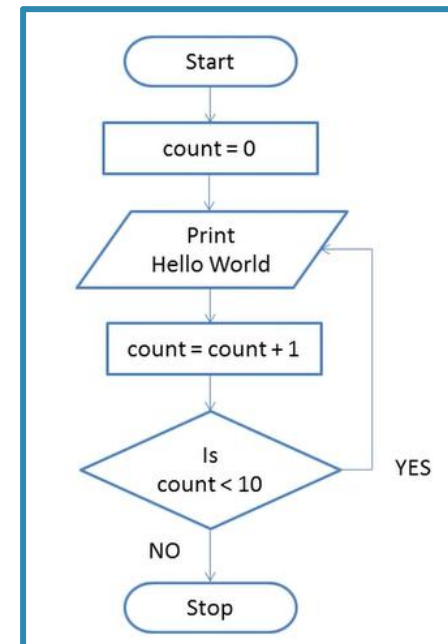 Start
count = 0
Print
Hello World
count = count + 1
Is
count < 10
YES
NO
Stop